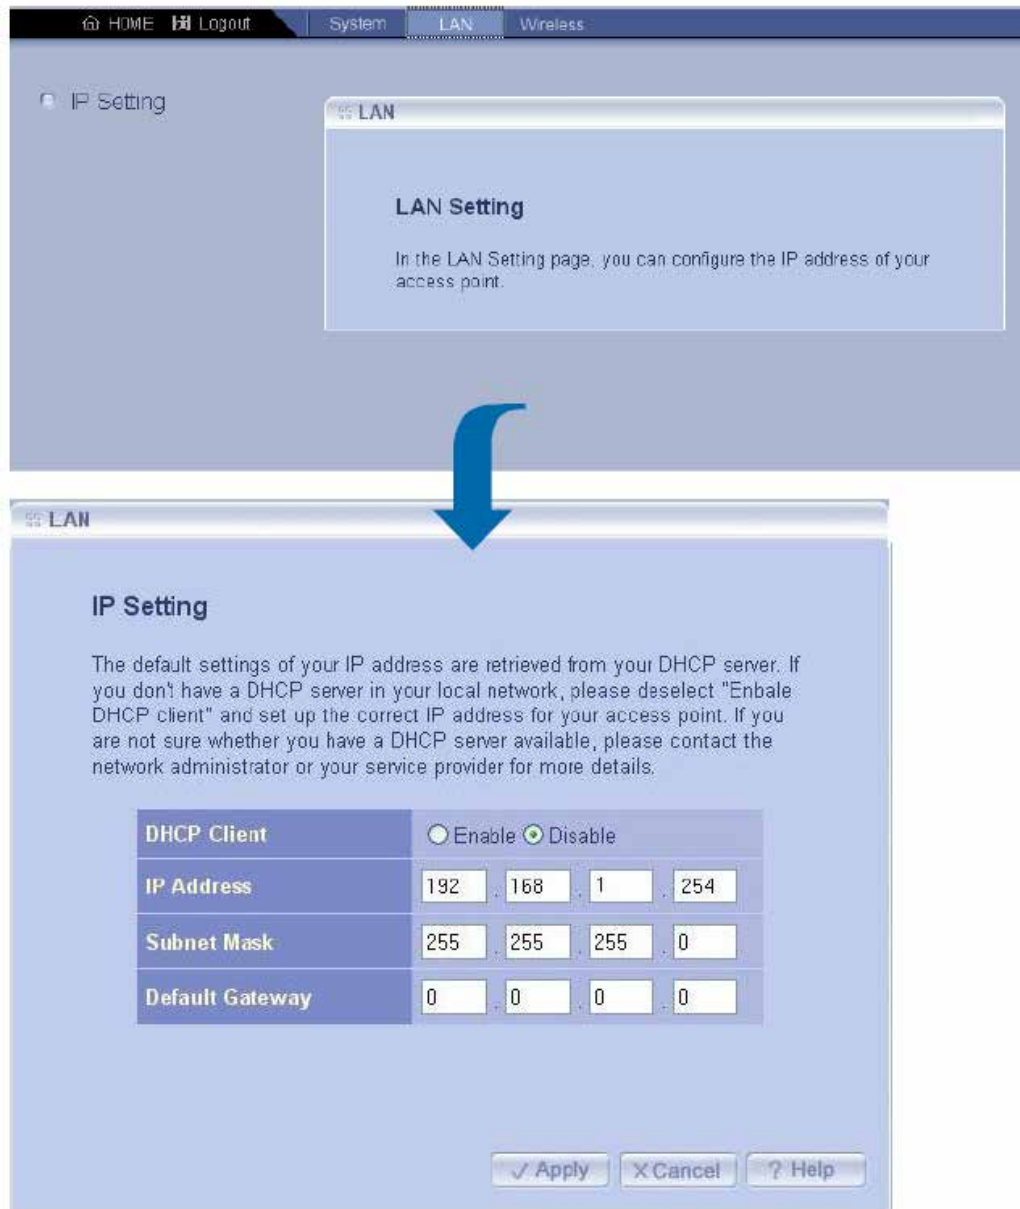 HOME Logout System LAN Wireless
IP Setting
LAN
LAN Setting
In the LAN Setting page, you can configure the IP address of your
access point.
LAN
IP Setting
The default settings of your IP address are retrieved from your DHCP server. If
you don't have a DHCP server in your local network, please deselect "Enbale
DHCP client" and set up the correct IP address for your access point. If you
are not sure whether you have a DHCP server available, please contact the
network administrator or your service provider for more details.
DHCP Client Enable Disable
IP Address 192 . 168 . 1 . 254
Subnet Mask 255 . 255 . 255 . 0
Default Gateway 0 . 0 . 0 . 0
Apply Cancel ? Help